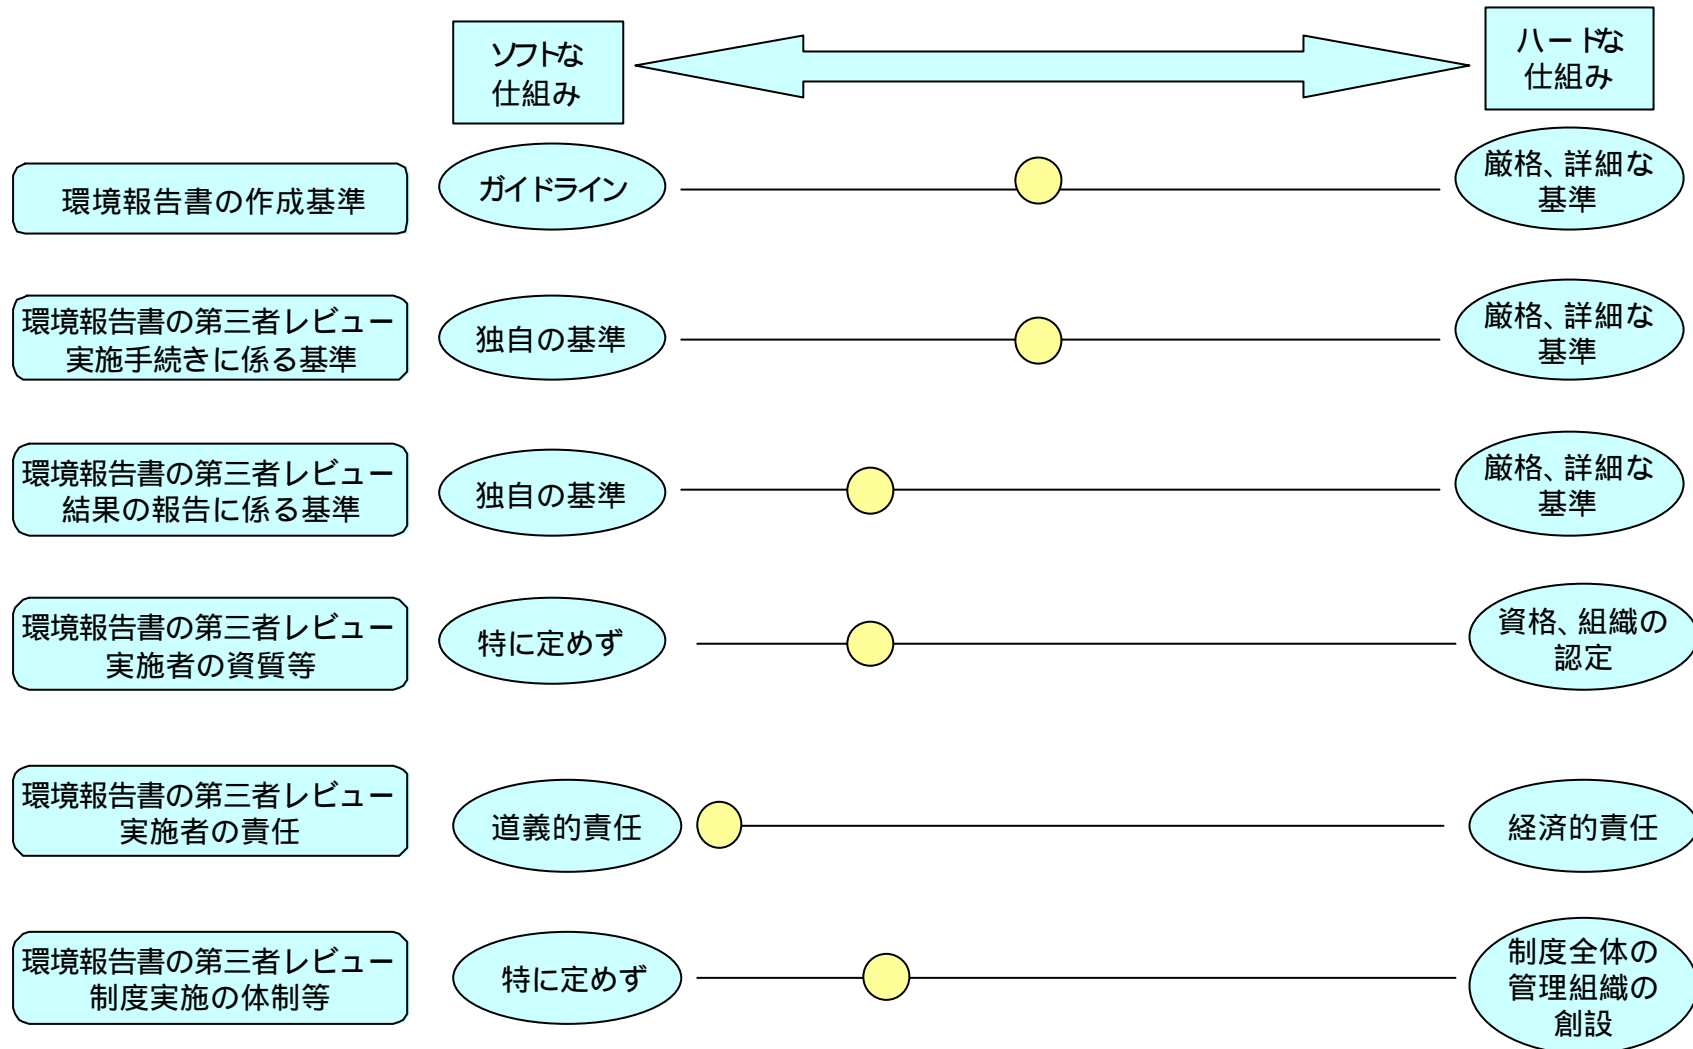 ソフトな
仕組み
ハードな
仕組み
環境報告書の作成基準
ガイドライン
厳格、詳細な
基準
環境報告書の第三者レビュー
実施手続きに係る基準
独自の基準
厳格、詳細な
基準
環境報告書の第三者レビュー
結果の報告に係る基準
独自の基準
厳格、詳細な
基準
環境報告書の第三者レビュー
実施者の資質等
特に定めず
資格、組織の
認定
環境報告書の第三者レビュー
実施者の責任
道義的責任
経済的責任
環境報告書の第三者レビュー
制度実施の体制等
特に定めず
制度全体の
管理組織の
創設